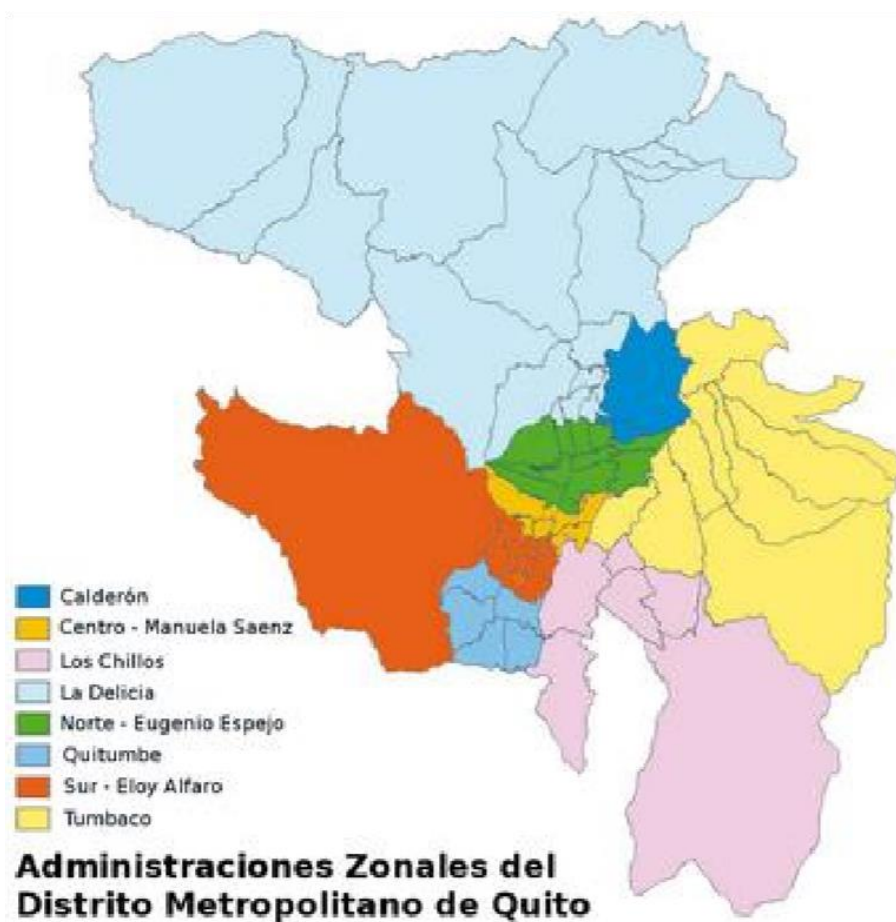 Calderón
Centro - Manuela Saenz
Los Chillos
La Delicia
Norte - Eugenio Espejo
Quitumbe
Sur - Eloy Alfaro
Tumbaco
Administraciones Zonales del
Distrito Metropolitano de Quito